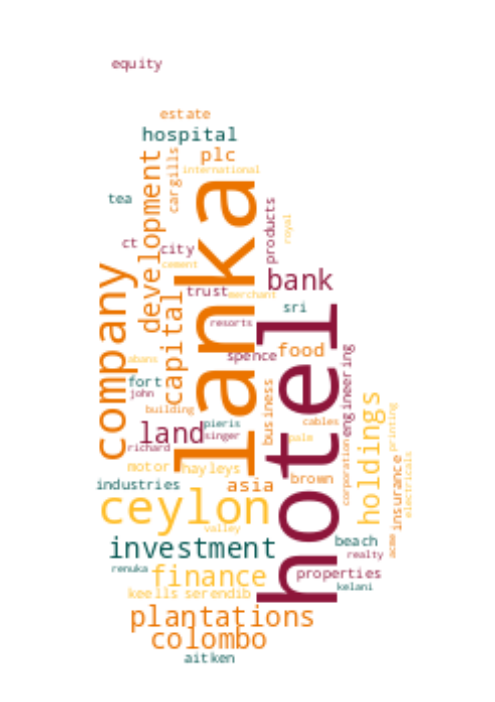 equity
estate
hospital
plc
cargills
international
development
tea
lanka
products
royal
ct
city
cement
company
bank
capital
trust
merchant
sri
resorts
hotel
spence
food
abans
engineering
fort
john
business
holdings
building
land
pieris
singer
cables
printing
palm
richard
corporation
motor
hayleys
insurance
electricals
industries
asia
brown
ceylon
valley
acme
investment
beach
realty
renuka
finance
properties
kelani
keells
serendib
plantations
colombo
aitken